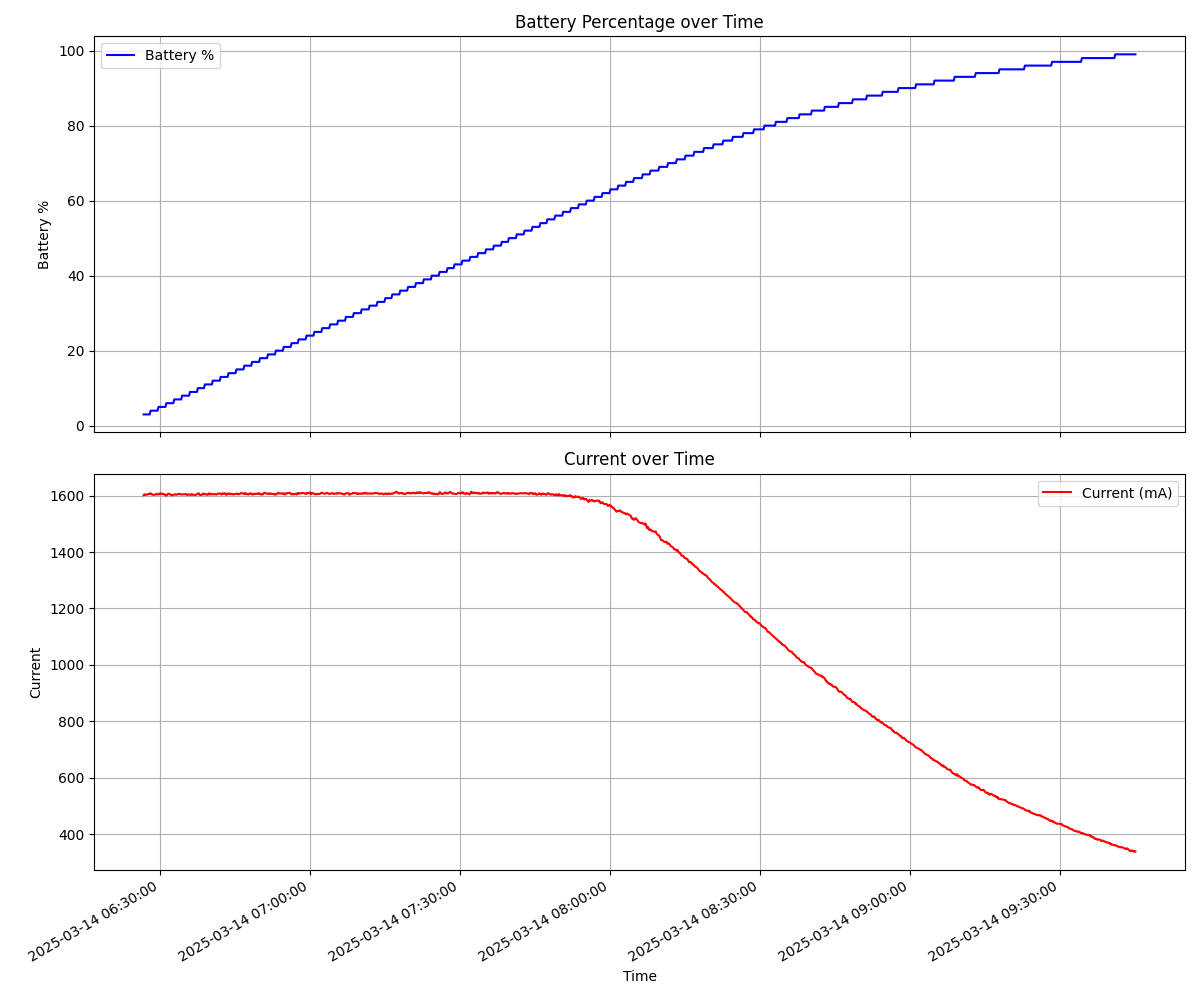 Battery Percentage over Time
Battery %
100
80
60
40
20
0
Battery %
Current over Time
Current (mA)
1600
1400
1200
1000
800
600
400
Current
2025-03-14 06:30:00
2025-03-14 07:00:00
2025-03-14 07:30:00
2025-03-14 08:00:00
2025-03-14 08:30:00
2025-03-14 09:00:00
2025-03-14 09:30:00
Time